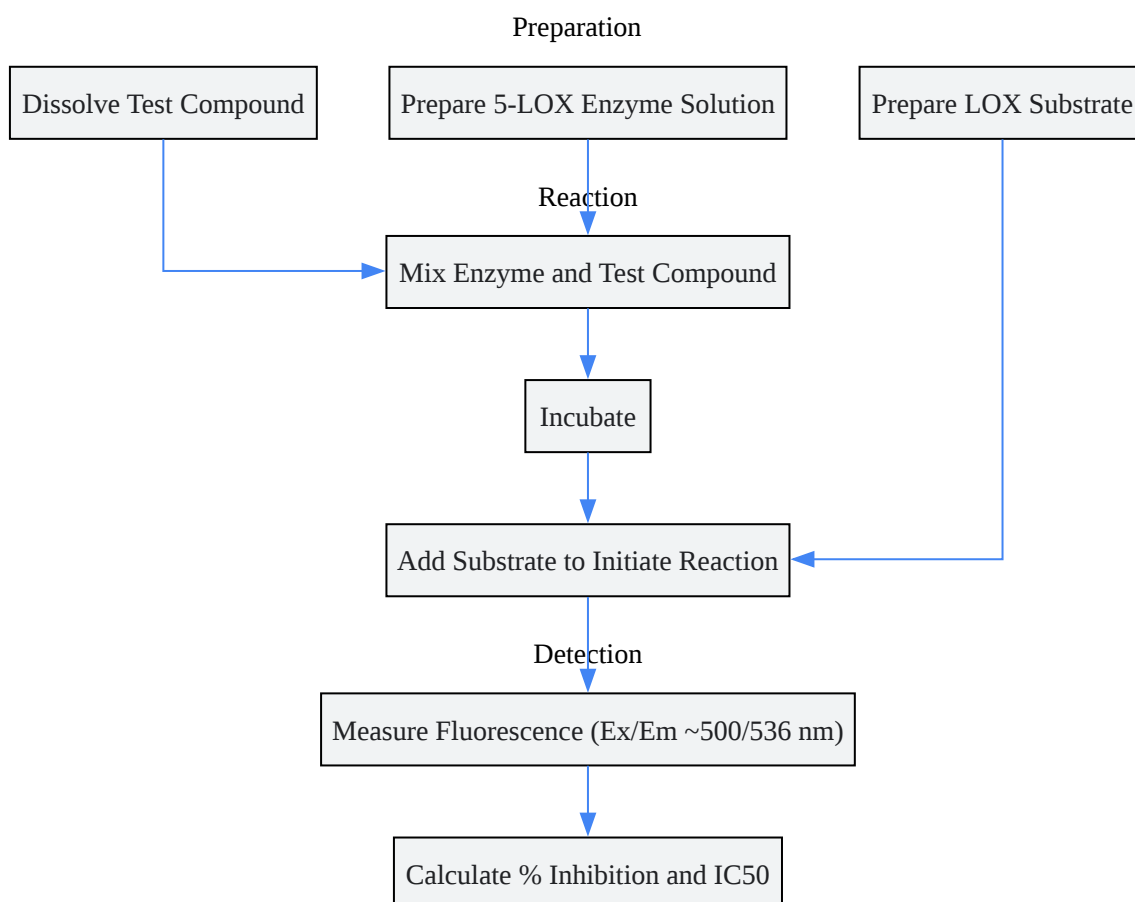 Preparation
Dissolve Test Compound
Prepare 5-LOX Enzyme Solution
Prepare LOX Substrate
Reaction
Mix Enzyme and Test Compound
Incubate
Add Substrate to Initiate Reaction
Detection
Measure Fluorescence (Ex/Em ~500/536 nm)
Calculate % Inhibition and IC50